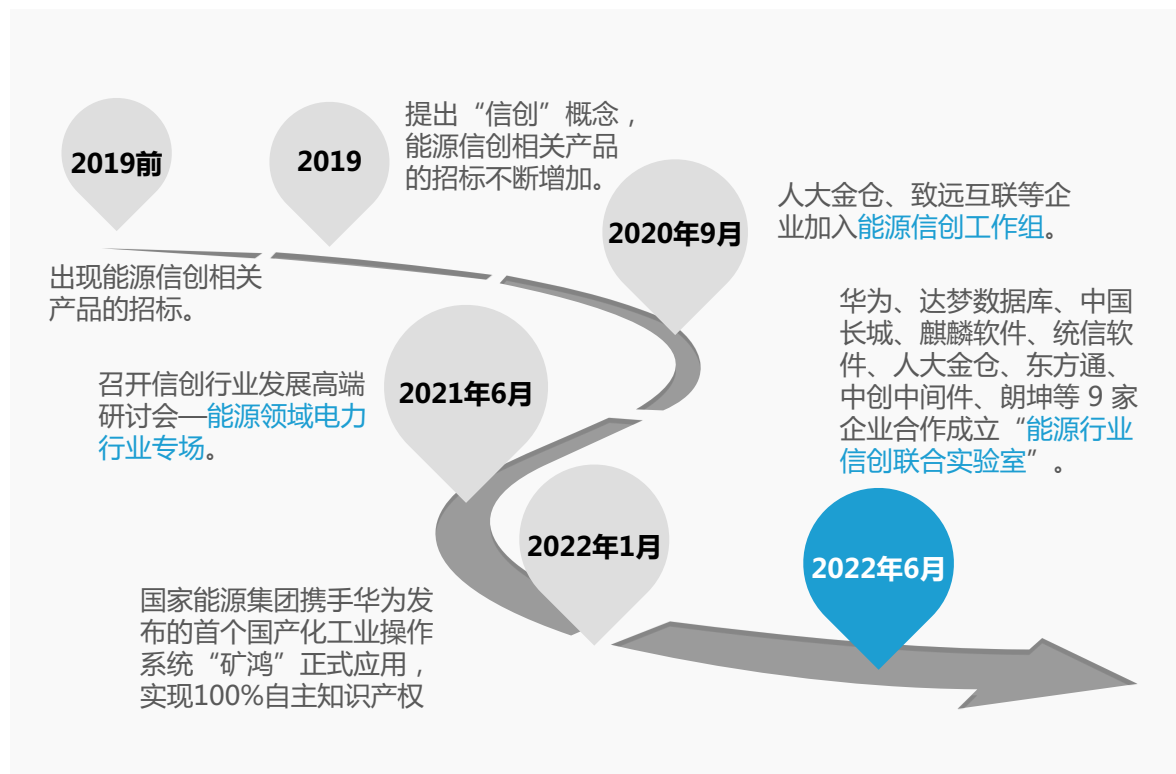 2019前
出现能源信创相关
产品的招标。
2019
提出“信创”概念，
能源信创相关产品
的招标不断增加。
2020年9月
人大金仓、致远互联等企
业加入能源信创工作组。
2021年6月
召开信创行业发展高端
研讨会—能源领域电力
行业专场。
2022年1月
国家能源集团携手华为发
布的首个国产化工业操作
系统“矿鸿”正式应用，
实现100%自主知识产权
2022年6月
华为、达梦数据库、中国
长城、麒麟软件、统信软
件、人大金仓、东方通、
中创中间件、朗坤等 9 家
企业合作成立“能源行业
信创联合实验室”。